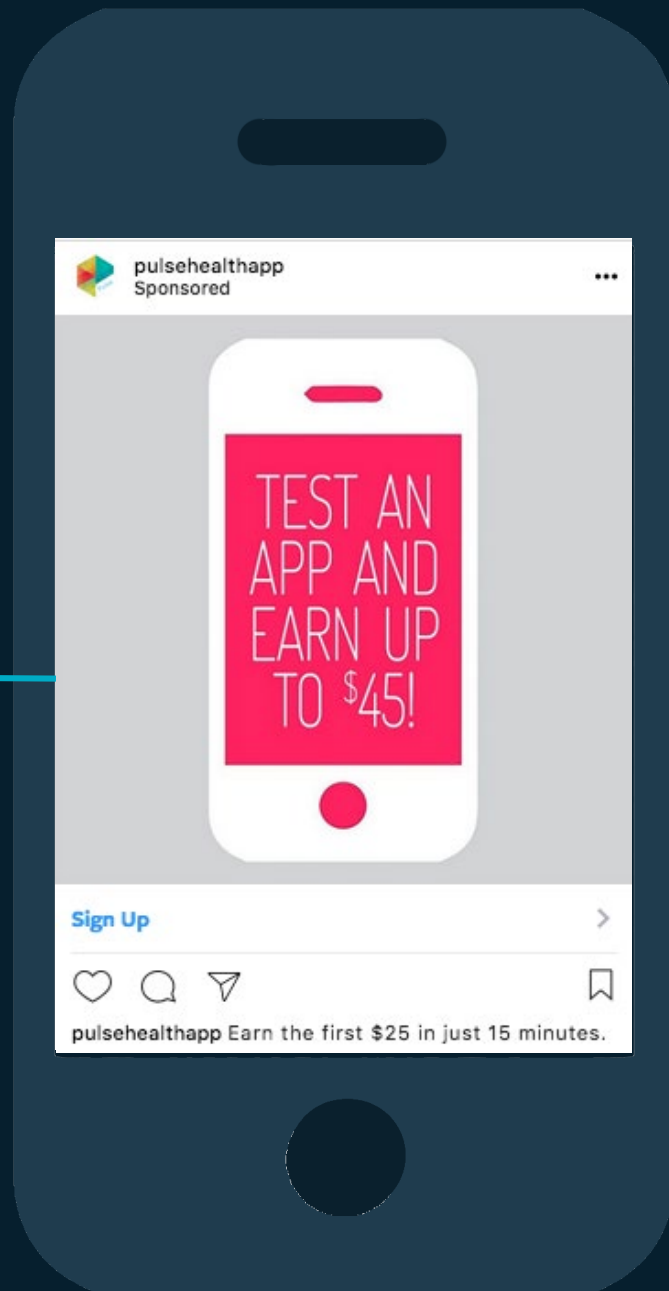 pulsehealthapp
Sponsored
TEST AN
APP AND
EARN UP
TO $45!
Sign Up
pulsehealthapp Earn the first $25 in just 15 minutes.